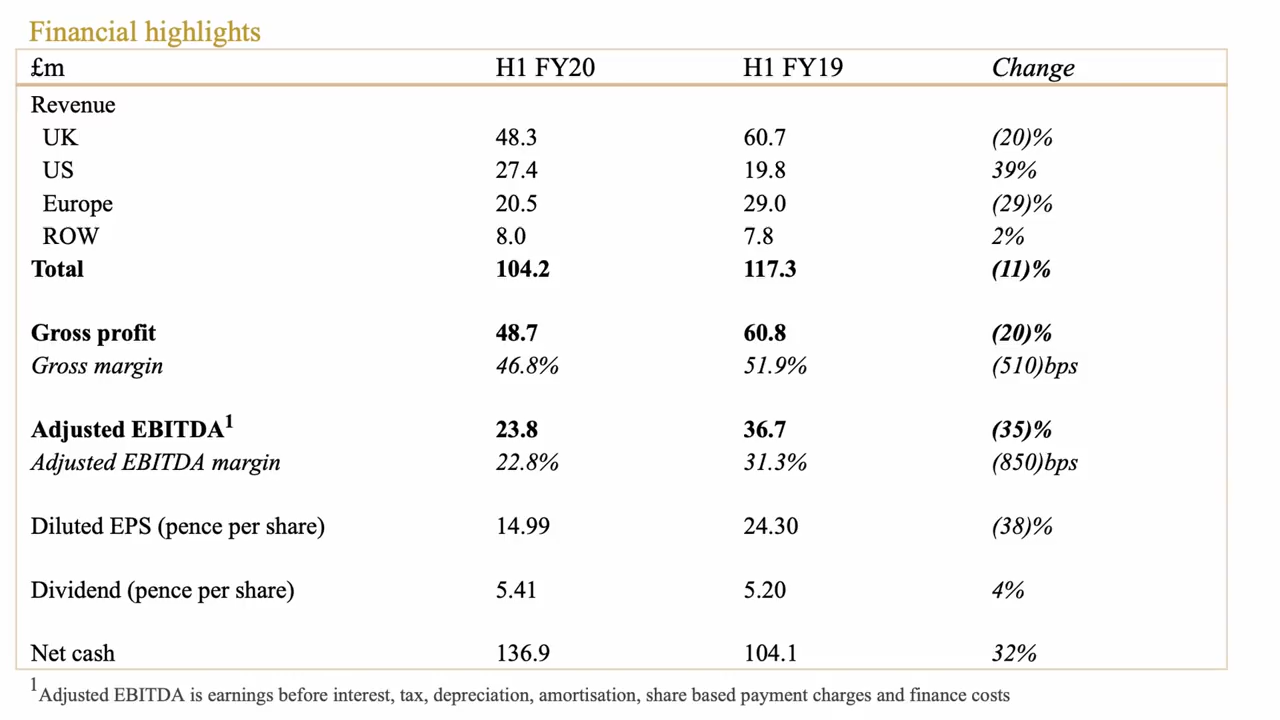 Financial highlights
£m H1 FY20 H1 FY19 Change
Revenue
UK 48.3 60.7 (20)%
US 27.4 19.8 39%
Europe 20.5 29.0 (29)%
ROW 8.0 7.8 2%
Total 104.2 117.3 (11)%
Gross profit 48.7 60.8 (20)%
Gross margin 46.8% 51.9% (510)bps
Adjusted EBITDA1 23.8 36.7 (35)%
Adjusted EBITDA margin 22.8% 31.3% (850)bps
Diluted EPS (pence per share) 14.99 24.30 (38)%
Dividend (pence per share) 5.41 5.20 4%
Net cash 136.9 104.1 32%
1Adjusted EBITDA is earnings before interest, tax, depreciation, amortisation, share based payment charges and finance costs